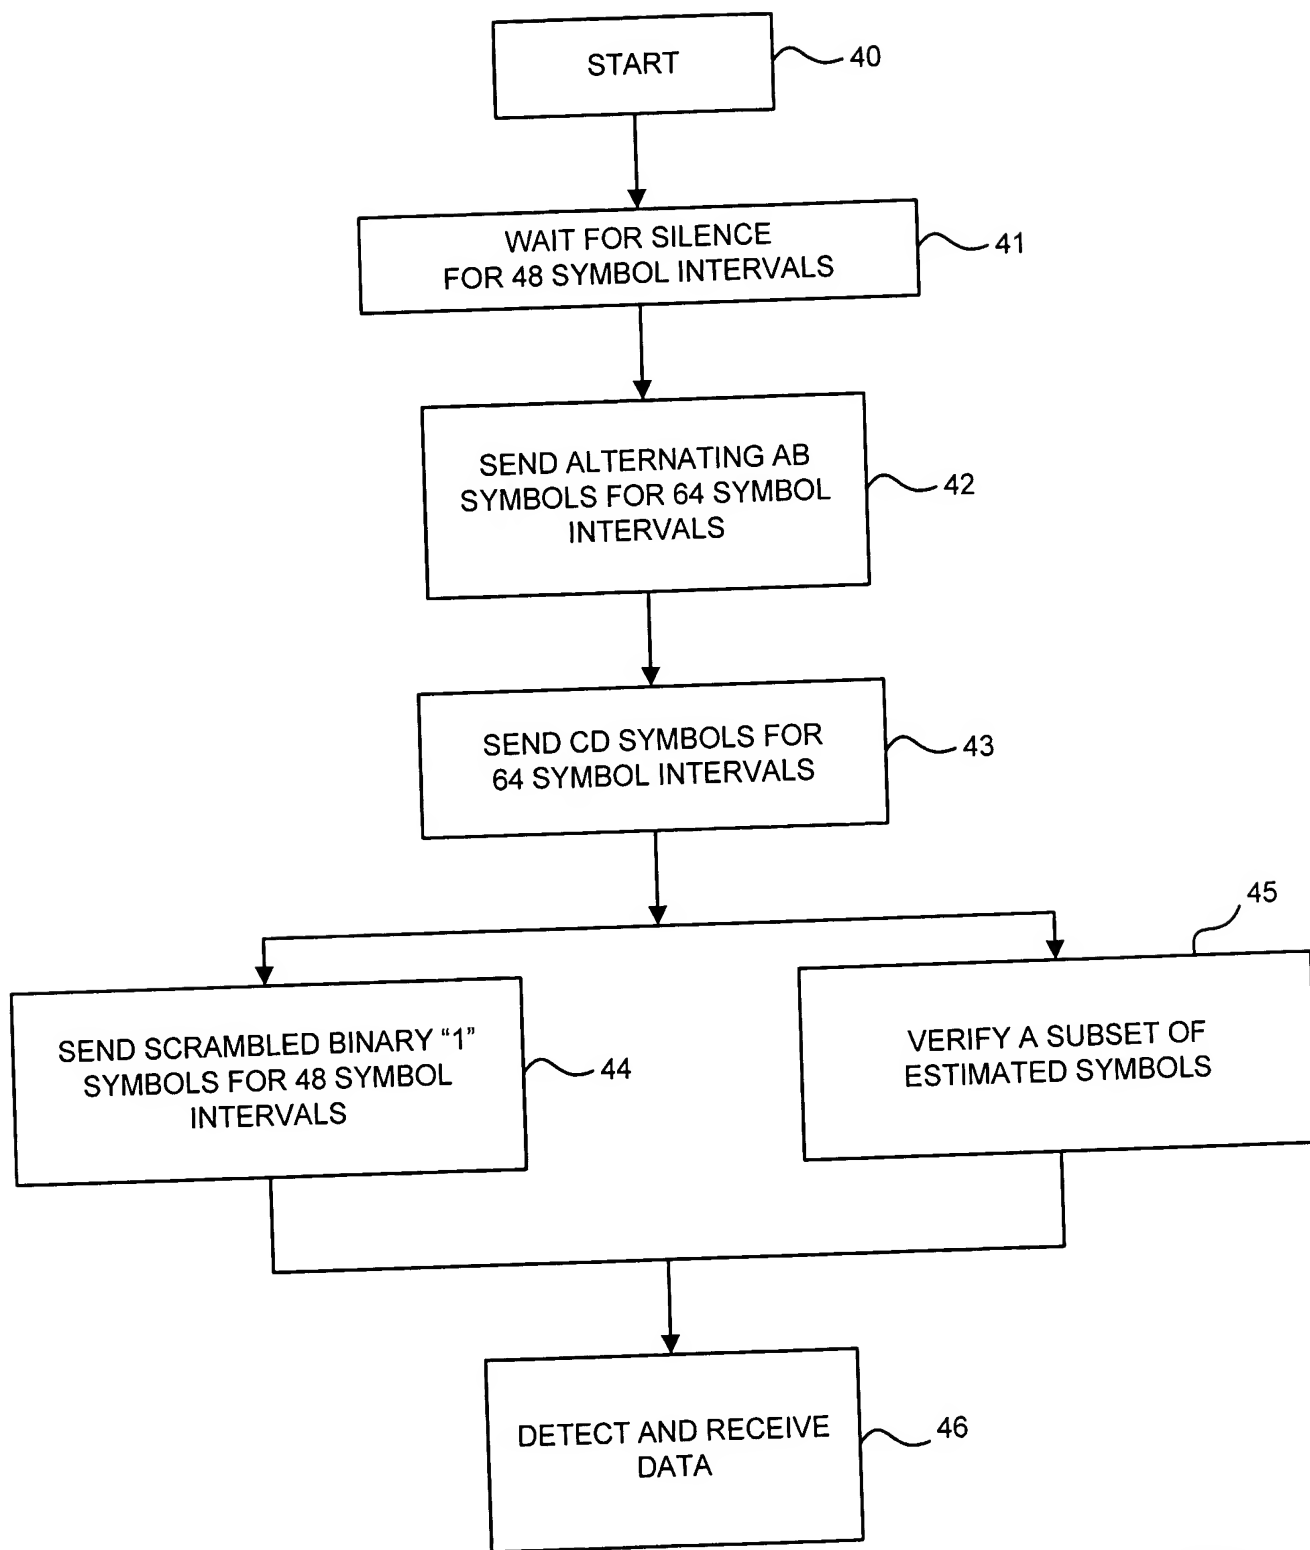 START
40
WAIT FOR SILENCE
FOR 48 SYMBOL INTERVALS
41
SEND ALTERNATING AB
SYMBOLS FOR 64 SYMBOL
INTERVALS
42
SEND CD SYMBOLS FOR
64 SYMBOL INTERVALS
43
45
SEND SCRAMBLED BINARY “1”
SYMBOLS FOR 48 SYMBOL
INTERVALS
44
VERIFY A SUBSET OF
ESTIMATED SYMBOLS
DETECT AND RECEIVE
DATA
46